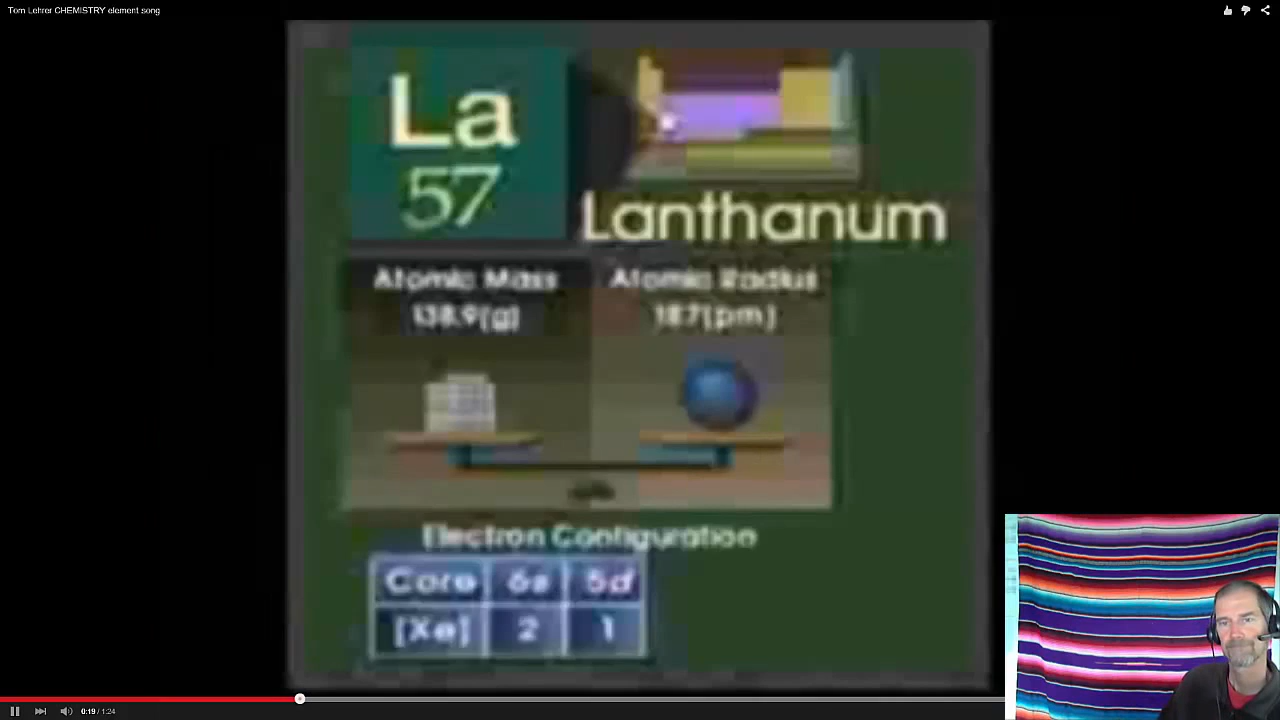 Tom Lehrer CHEMISTRY element song
La
57
Lanthanum
Atomic Mass
138.9(g)
Atomic Radius
187(pm)
Electron Configuration
Core 6s 5d
[Xe] 2 1
0:19 / 1:24